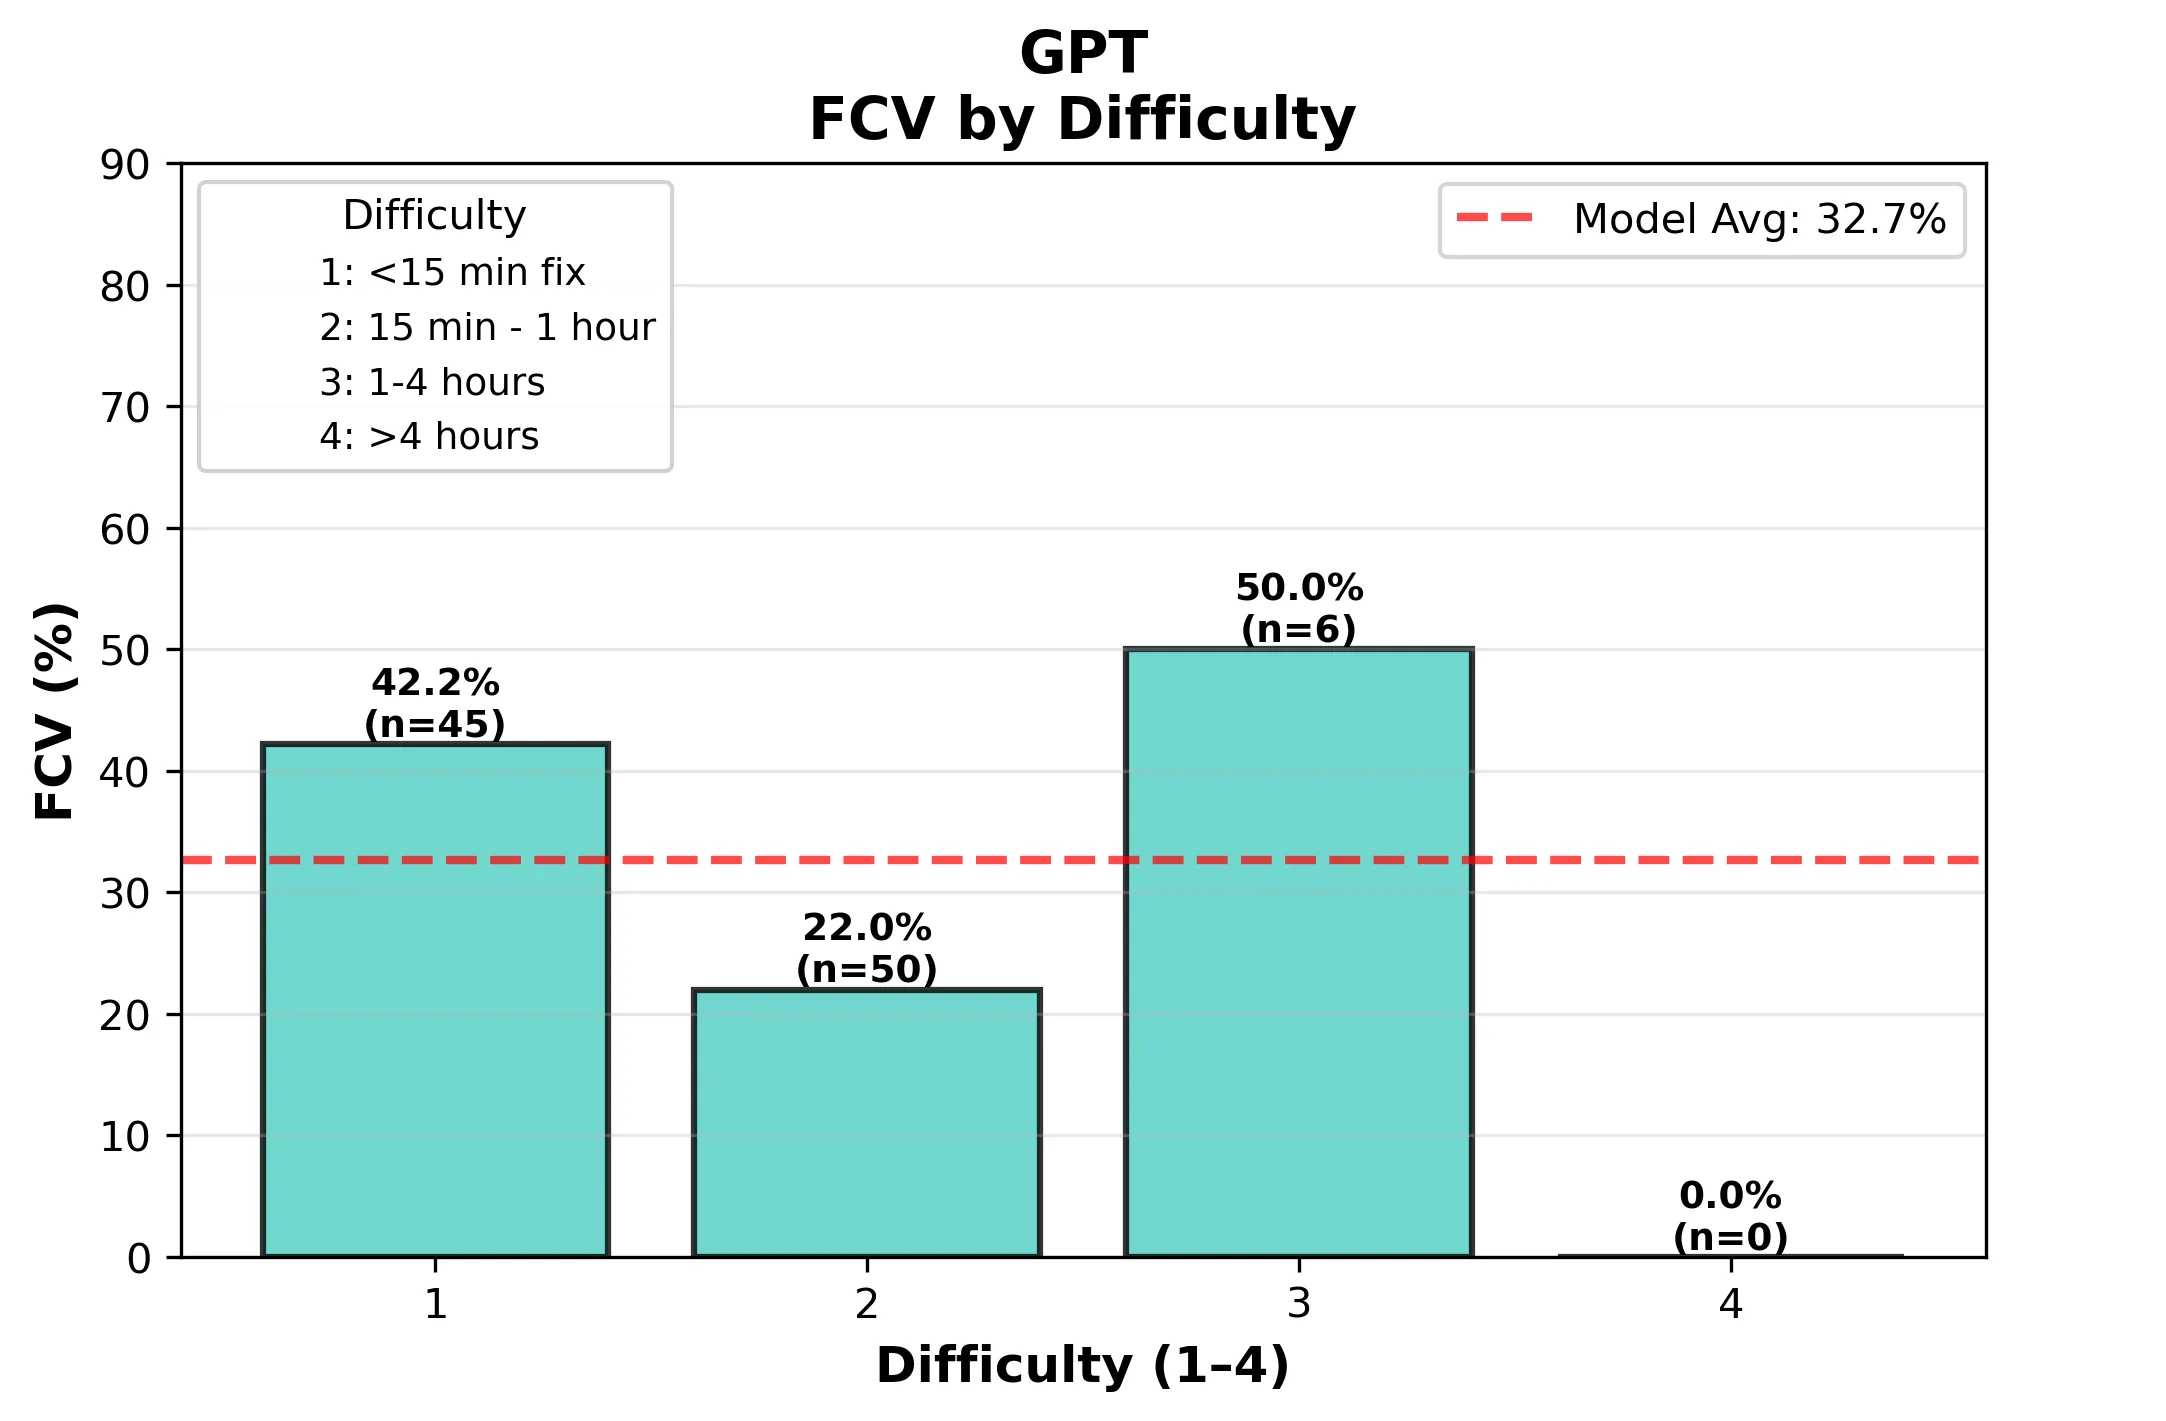 GPT
FCV by Difficulty
Difficulty
1: <15 min fix
2: 15 min - 1 hour
3: 1-4 hours
4: >4 hours
Model Avg: 32.7%
FCV (%)
90
80
70
60
50
40
30
20
10
0
42.2%
(n=45)
22.0%
(n=50)
50.0%
(n=6)
0.0%
(n=0)
1
2
3
4
Difficulty (1–4)